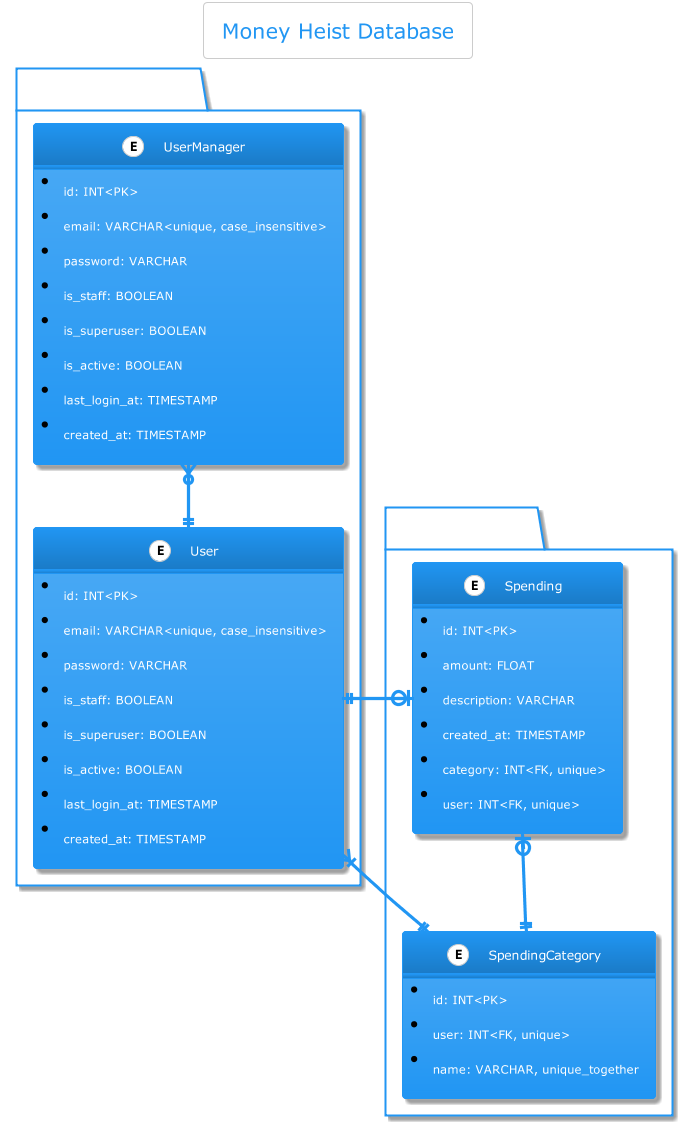 Money Heist Database
E UserManager
id: INT<PK>
email: VARCHAR<unique, case_insensitive>
password: VARCHAR
is_staff: BOOLEAN
is_superuser: BOOLEAN
is_active: BOOLEAN
last_login_at: TIMESTAMP
created_at: TIMESTAMP
E User
id: INT<PK>
email: VARCHAR<unique, case_insensitive>
password: VARCHAR
is_staff: BOOLEAN
is_superuser: BOOLEAN
is_active: BOOLEAN
last_login_at: TIMESTAMP
created_at: TIMESTAMP
E Spending
id: INT<PK>
amount: FLOAT
description: VARCHAR
created_at: TIMESTAMP
category: INT<FK, unique>
user: INT<FK, unique>
E SpendingCategory
id: INT<PK>
user: INT<FK, unique>
name: VARCHAR, unique_together